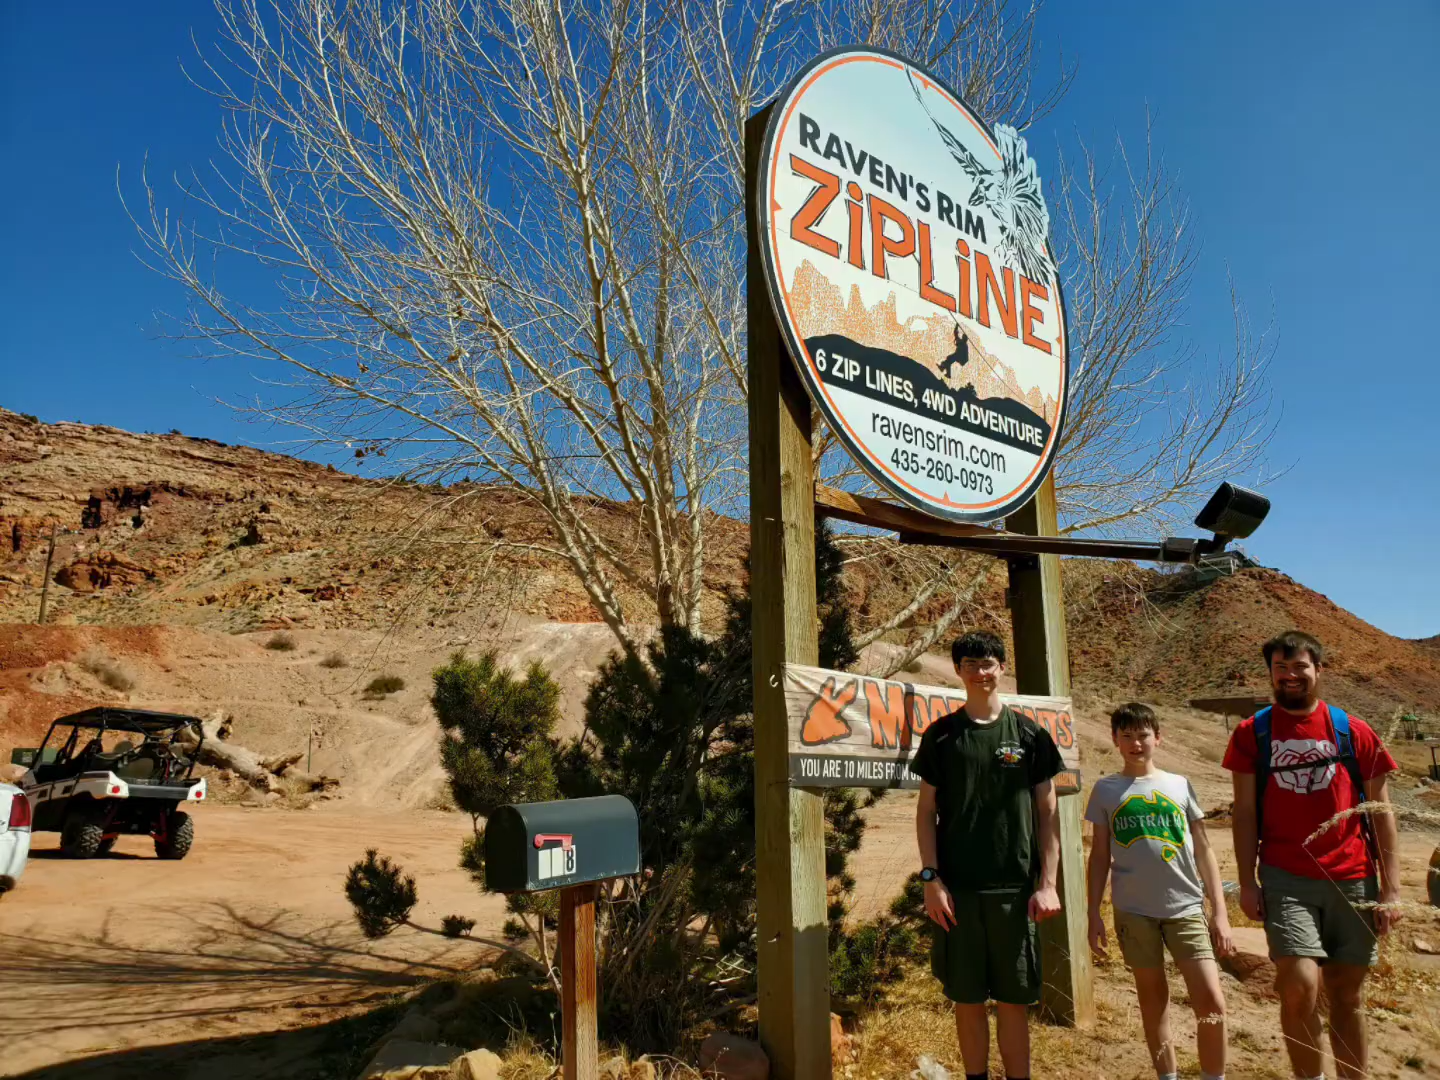 RAVEN'S RIM
ZiPLiNE
6 ZIP LINES, 4WD ADVENTURE
ravensrim.com
435-260-0973
YOU ARE 10 MILES FROM
8
AUSTRALIA